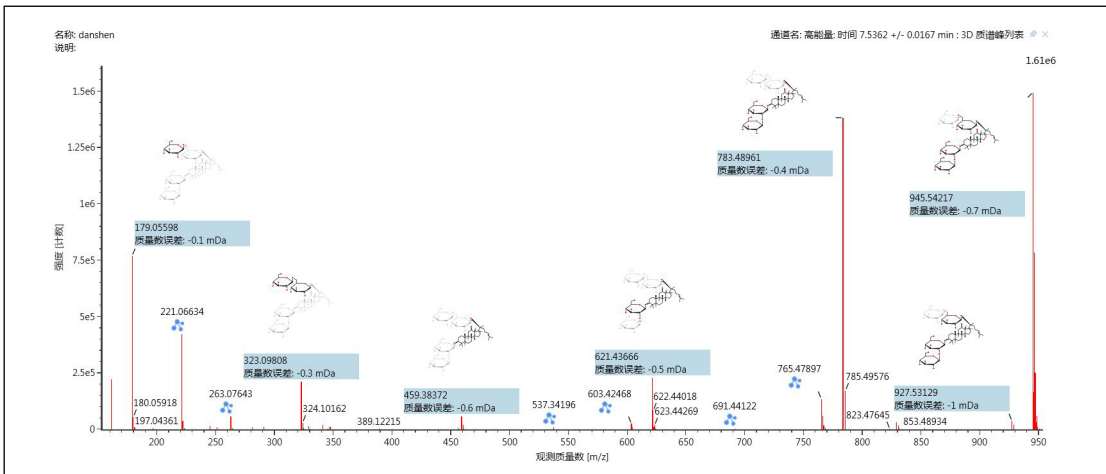 名称: danshen
说明:
通道名: 高能量: 时间 7.5362 +/- 0.0167 min : 3D 质谱峰列表
1.61e6
强度 [计数]
1.5e6
1.25e6
1e6
7.5e5
5e5
2.5e5
0
783.48961
质量数误差: -0.4 mDa
945.54217
质量数误差: -0.7 mDa
179.05598
质量数误差: -0.1 mDa
221.06634
323.09808
质量数误差: -0.3 mDa
459.38372
质量数误差: -0.6 mDa
621.43666
质量数误差: -0.5 mDa
765.47897
785.49576
927.53129
质量数误差: -1 mDa
180.05918
197.04361
263.07643
324.10162
389.12215
537.34196
603.42468
622.44018
623.44269
691.44122
823.47645
853.48934
200
250
300
350
400
450
500
550
600
650
700
750
800
850
900
950
观测质量数 [m/z]